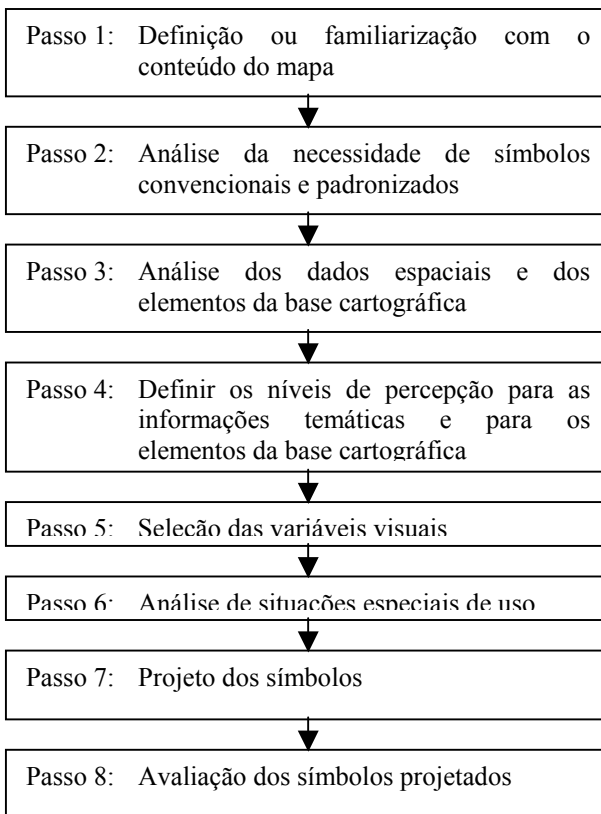 Passo 1: Definição ou familiarização com o
conteúdo do mapa
Passo 2: Análise da necessidade de símbolos
convencionais e padronizados
Passo 3: Análise dos dados espaciais e dos
elementos da base cartográfica
Passo 4: Definir os níveis de percepção para as
informações temáticas e para os
elementos da base cartográfica
Passo 5: Seleção das variáveis visuais
Passo 6: Análise de situações especiais de uso
Passo 7: Projeto dos símbolos
Passo 8: Avaliação dos símbolos projetados